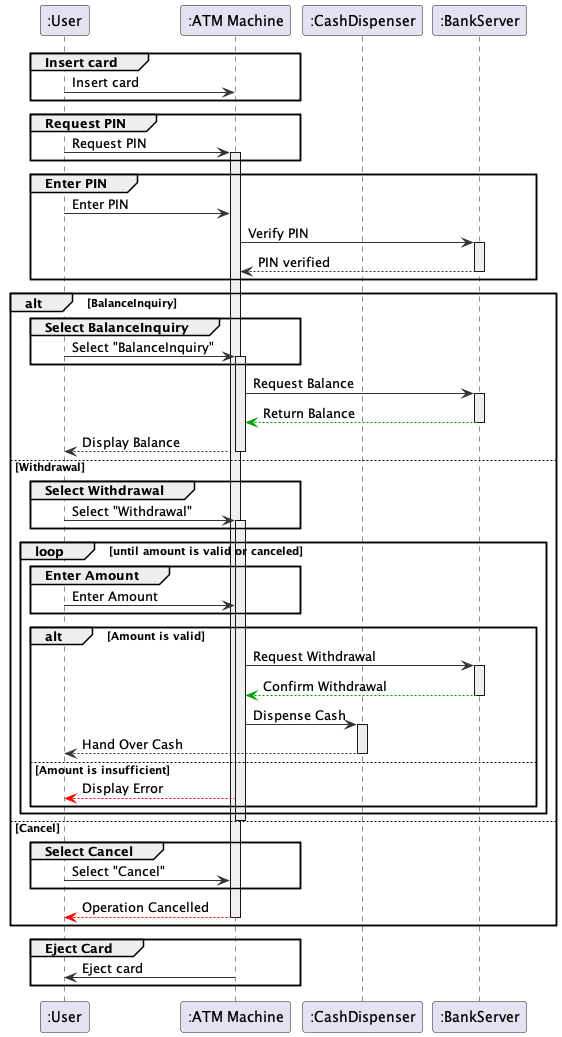 :User :ATM Machine :CashDispenser :BankServer
Insert card
Insert card
Request PIN
Request PIN
Enter PIN
Enter PIN
Verify PIN
PIN verified
alt [BalanceInquiry]
Select BalanceInquiry
Select "BalanceInquiry"
Request Balance
Return Balance
Display Balance
[Withdrawal]
Select Withdrawal
Select "Withdrawal"
loop [until amount is valid or canceled]
Enter Amount
Enter Amount
alt [Amount is valid]
Request Withdrawal
Confirm Withdrawal
Dispense Cash
Hand Over Cash
[Amount is insufficient]
Display Error
[Cancel]
Select Cancel
Select "Cancel"
Operation Cancelled
Eject Card
Eject card
:User :ATM Machine :CashDispenser :BankServer